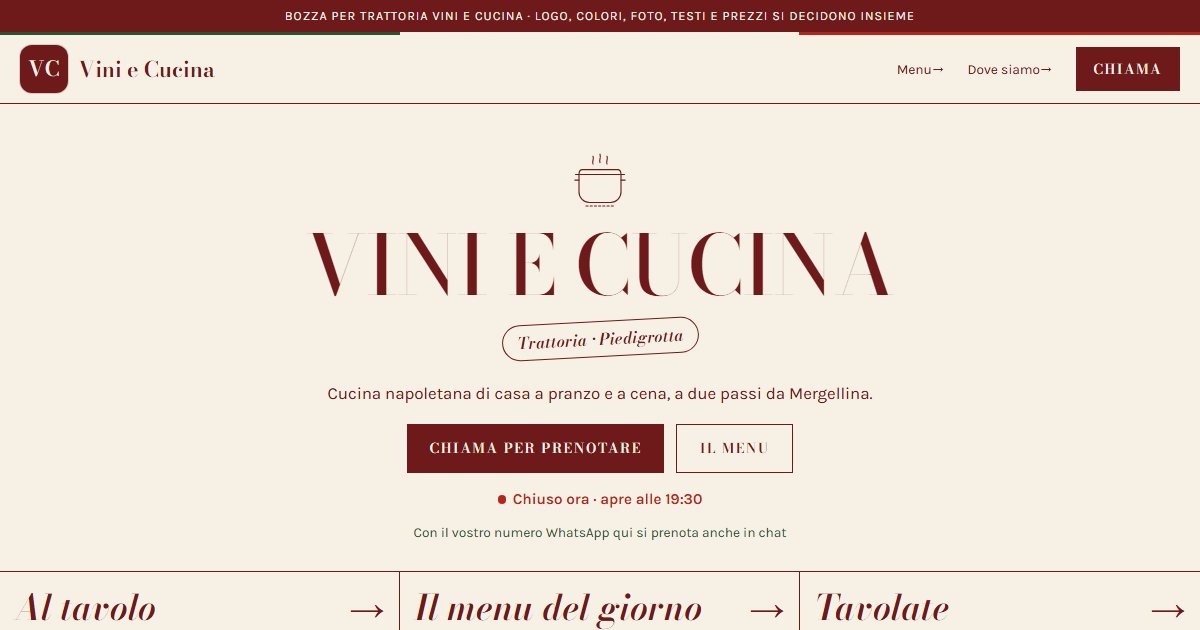 BOZZA PER TRATTORIA VINI E CUCINA · LOGO, COLORI, FOTO, TESTI E PREZZI SI DECIDONO INSIEME
VC Vini e Cucina Menu→ Dove siamo→ CHIAMA
VINI E CUCINA
Trattoria · Piedigrotta
Cucina napoletana di casa a pranzo e a cena, a due passi da Mergellina.
CHIAMA PER PRENOTARE IL MENU
Chiuso ora · apre alle 19:30
Con il vostro numero WhatsApp qui si prenota anche in chat
Al tavolo → Il menu del giorno → Tavolate →